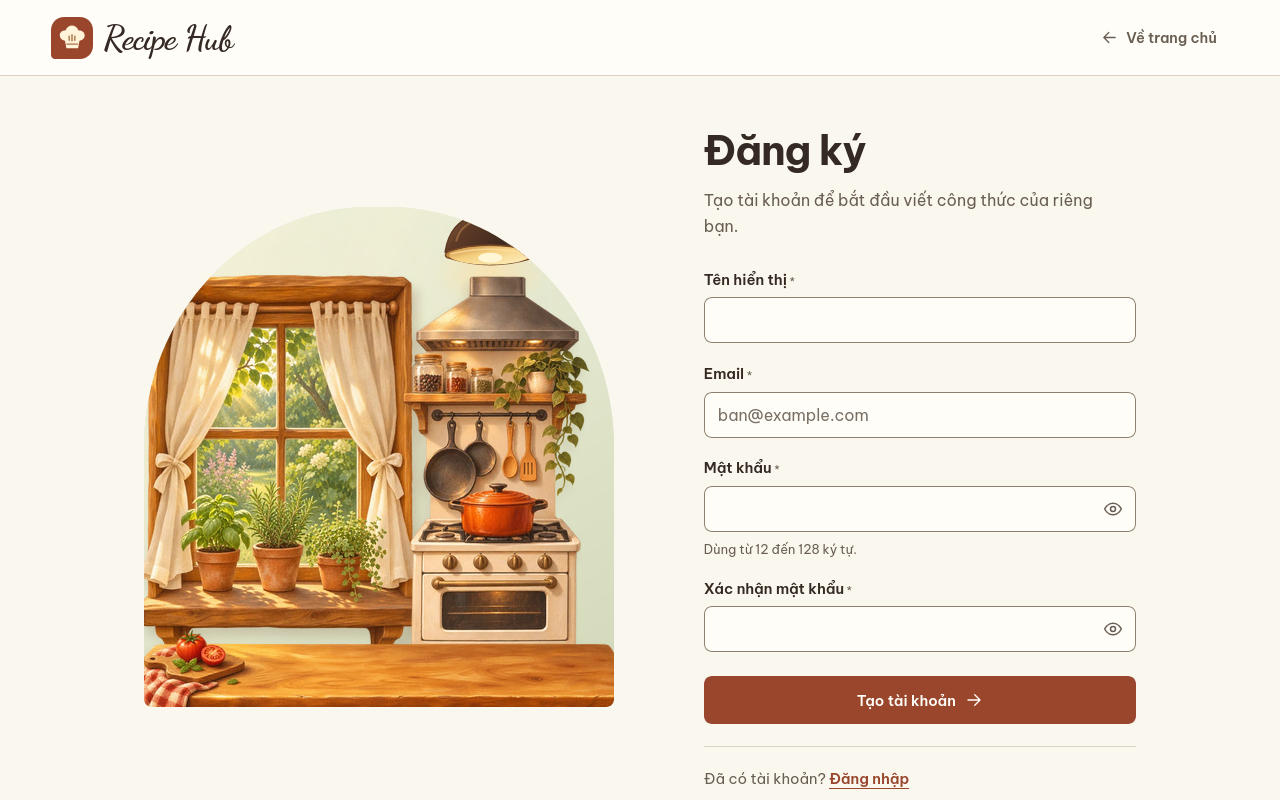 Recipe Hub
← Về trang chủ
Đăng ký
Tạo tài khoản để bắt đầu viết công thức của riêng
bạn.
Tên hiển thị *
Email *
ban@example.com
Mật khẩu *
Dùng từ 12 đến 128 ký tự.
Xác nhận mật khẩu *
Tạo tài khoản →
Đã có tài khoản? Đăng nhập